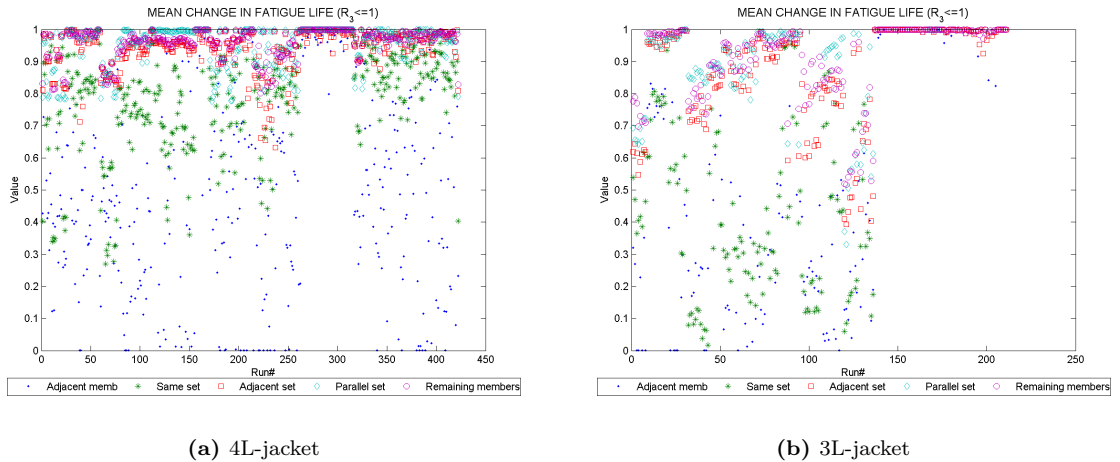 MEAN CHANGE IN FATIGUE LIFE (R3<=1)
1
0.9
0.8
0.7
0.6
0.5
0.4
0.3
0.2
0.1
0
Value
0 50 100 150 200 250 300 350 400 450
Run#
Adjacent memb Same set Adjacent set Parallel set Remaining members
(a) 4L-jacket
MEAN CHANGE IN FATIGUE LIFE (R3<=1)
1
0.9
0.8
0.7
0.6
0.5
0.4
0.3
0.2
0.1
0
Value
0 50 100 150 200 250
Run#
Adjacent memb Same set Adjacent set Parallel set Remaining members
(b) 3L-jacket